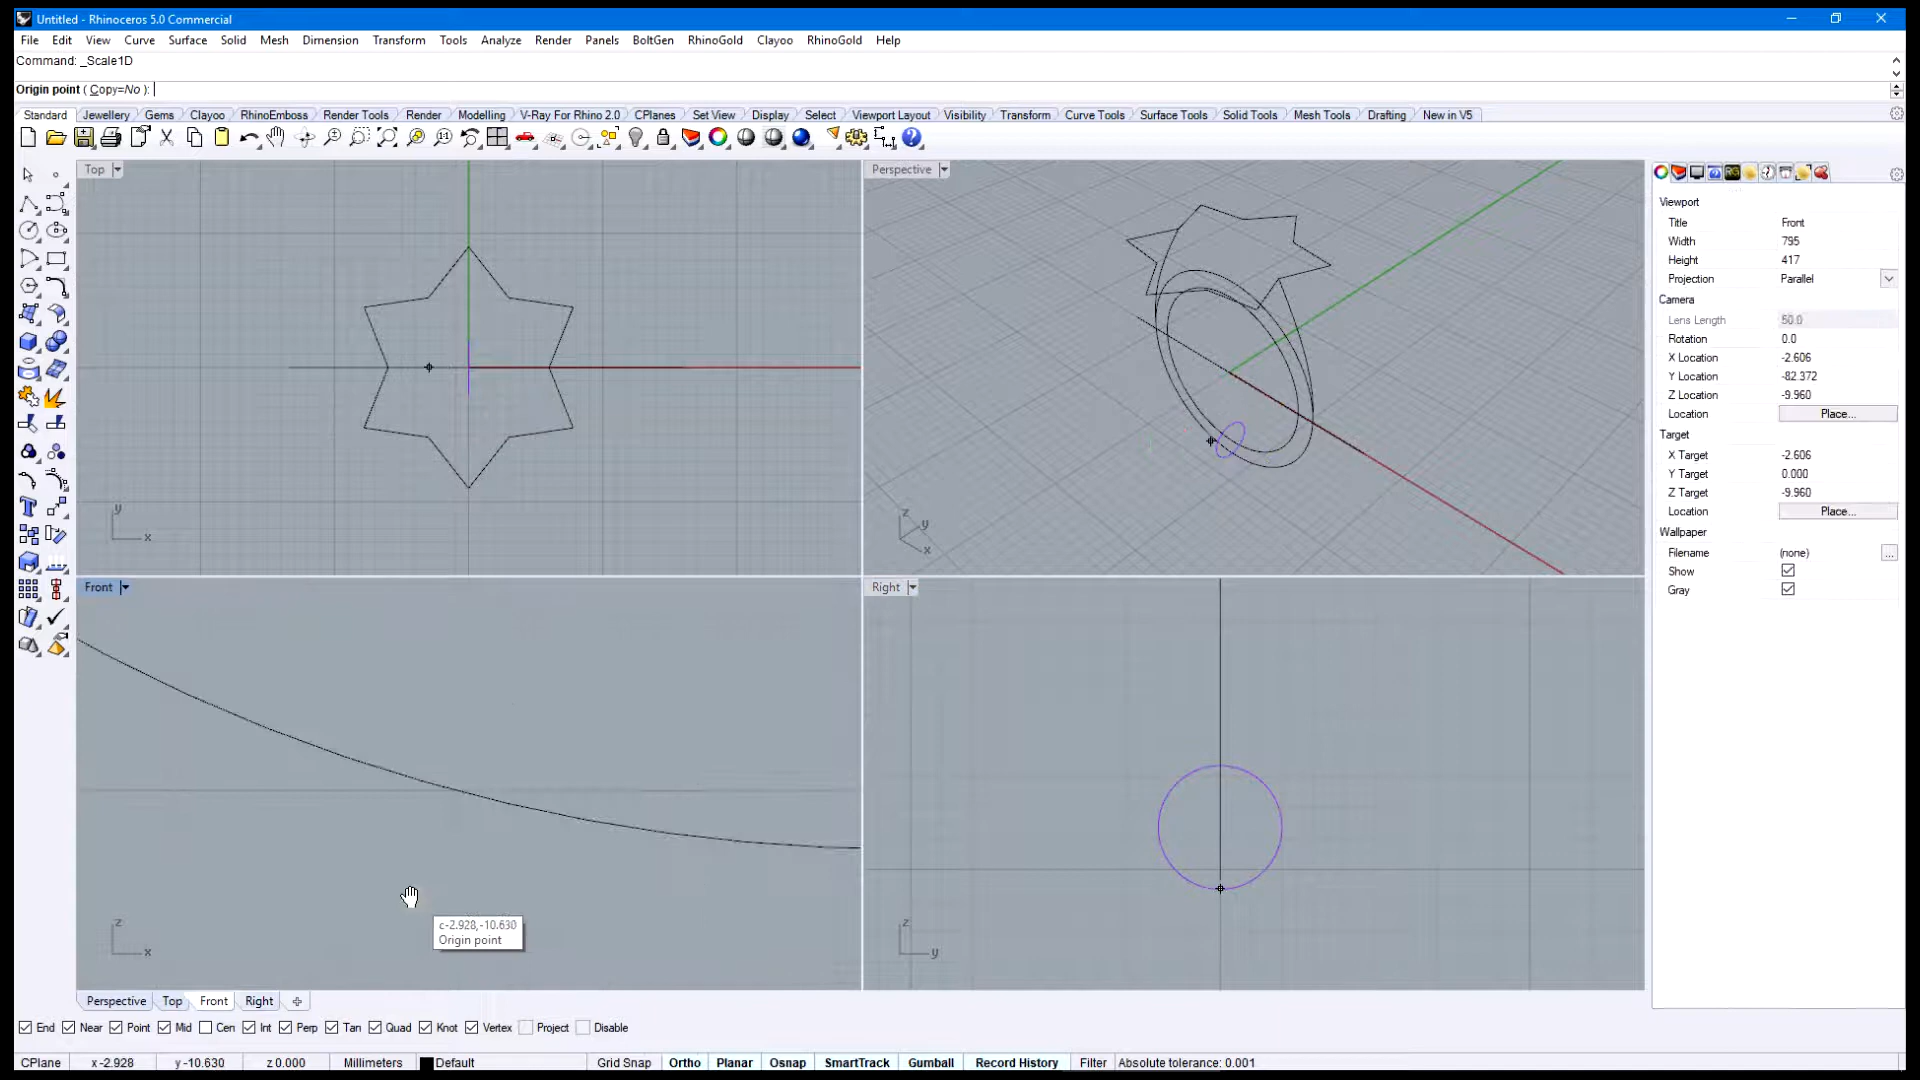 Untitled - Rhinoceros 5.0 Commercial
File Edit View Curve Surface Solid Mesh Dimension Transform Tools Analyze Render Panels BoltGen RhinoGold Clayoo RhinoGold Help
Command: _Scale1D
Origin point ( Copy=No ):
Standard Jewellery Gems Clayoo RhinoEmboss Render Tools Render Modelling V-Ray For Rhino 2.0 CPlanes Set View Display Select Viewport Layout Visibility Transform Curve Tools Surface Tools Solid Tools Mesh Tools Drafting New in V5
Top
y
x
Perspective
z
y
x
Front
c-2.928,-10.630
Origin point
z
x
Right
z
y
Viewport
Title Front
Width 795
Height 417
Projection Parallel
Camera
Lens Length 50.0
Rotation 0.0
X Location -2.606
Y Location -82.372
Z Location -9.960
Location Place...
Target
X Target -2.606
Y Target 0.000
Z Target -9.960
Location Place...
Wallpaper
Filename (none) ...
Show
Gray
Perspective Top Front Right
End Near Point Mid Cen Int Perp Tan Quad Knot Vertex Project Disable
CPlane x -2.928 y -10.630 z 0.000 Millimeters Default Grid Snap Ortho Planar Osnap SmartTrack Gumball Record History Filter Absolute tolerance: 0.001